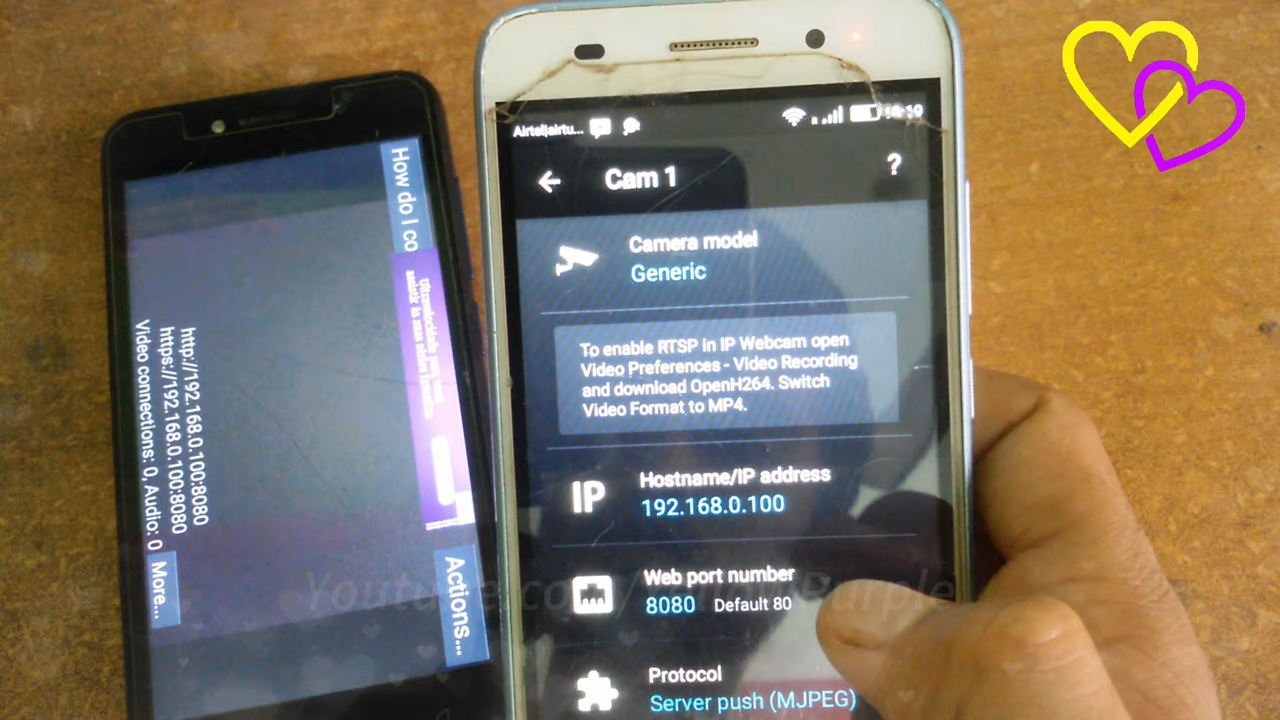 Airtel|airtu...
Cam 1
?
Camera model
Generic
To enable RTSP in IP Webcam open
Video Preferences - Video Recording
and download OpenH264. Switch
Video Format to MP4.
IP
Hostname/IP address
192.168.0.100
Web port number
8080 Default 80
Protocol
Server push (MJPEG)
How do I co
Actions...
http://192.168.0.100:8080
https://192.168.0.100:8080
Video connections: 0, Audio: 0
More...